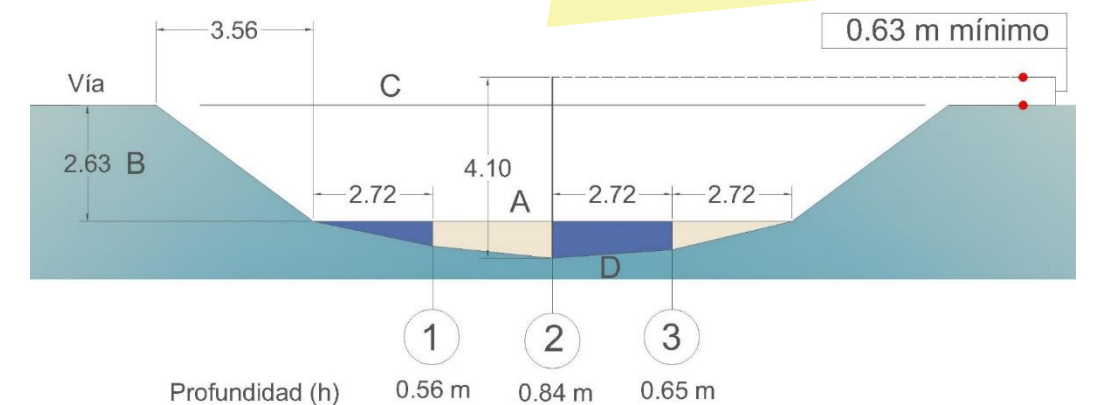 3.56
0.63 m mínimo
Vía
C
2.63 B
4.10
2.72
A
2.72
2.72
D
1
2
3
Profundidad (h)
0.56 m
0.84 m
0.65 m